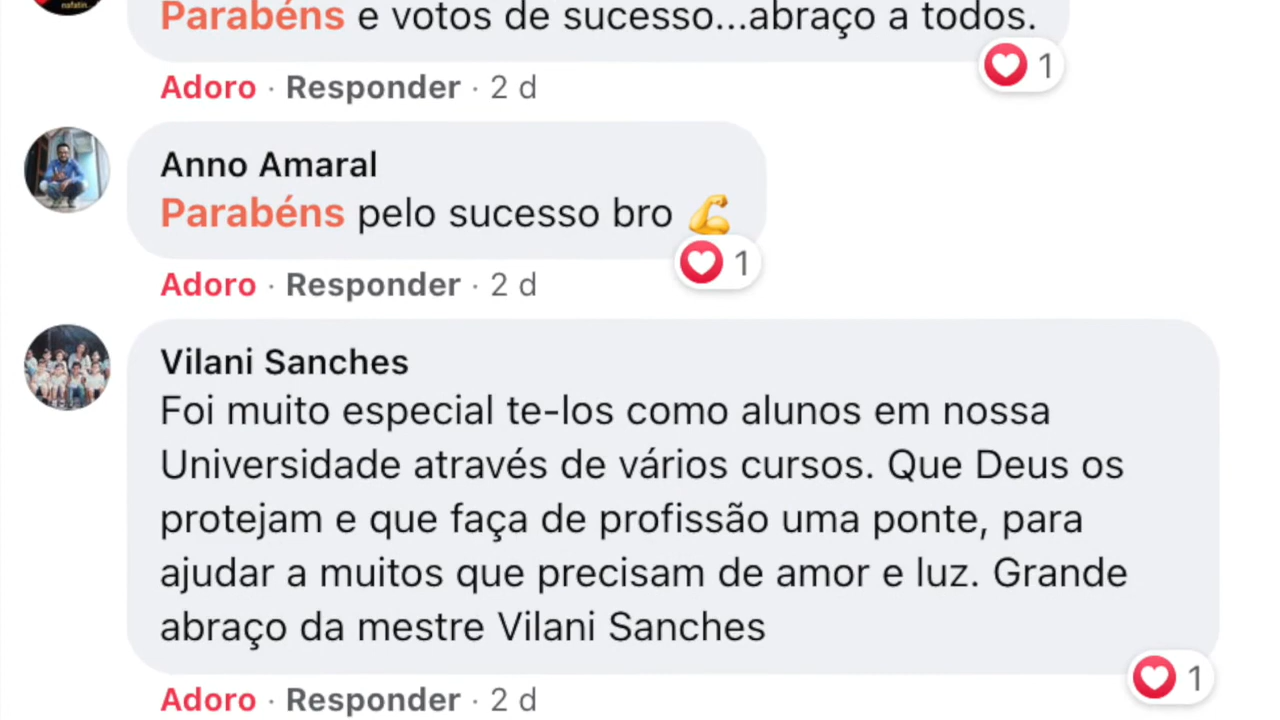 nafatin..
Parabéns e votos de sucesso...abraço a todos.
1
Adoro · Responder · 2 d
Anno Amaral
Parabéns pelo sucesso bro 💪
1
Adoro · Responder · 2 d
Vilani Sanches
Foi muito especial te-los como alunos em nossa
Universidade através de vários cursos. Que Deus os
protejam e que faça de profissão uma ponte, para
ajudar a muitos que precisam de amor e luz. Grande
abraço da mestre Vilani Sanches
1
Adoro · Responder · 2 d